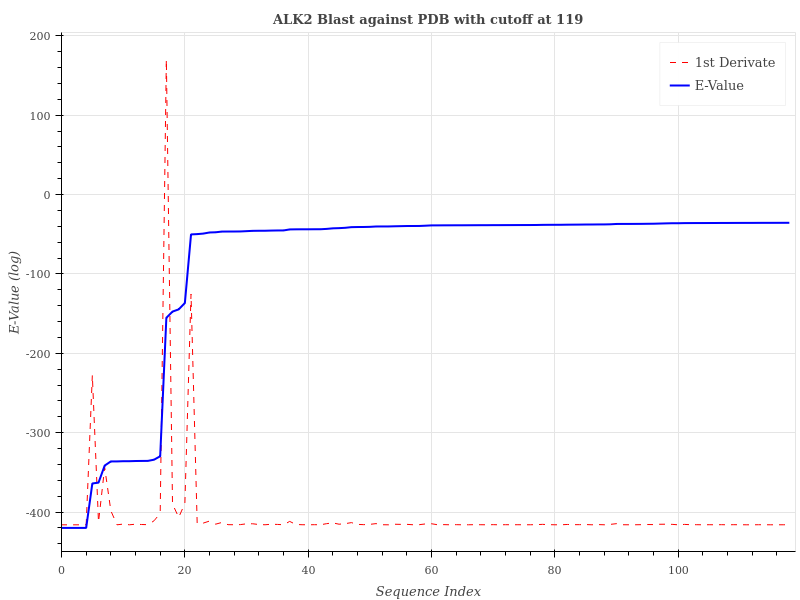 ALK2 Blast against PDB with cutoff at 119
200
100
0
-100
-200
-300
-400
E-Value (log)
1st Derivate
E-Value
0 20 40 60 80 100
Sequence Index